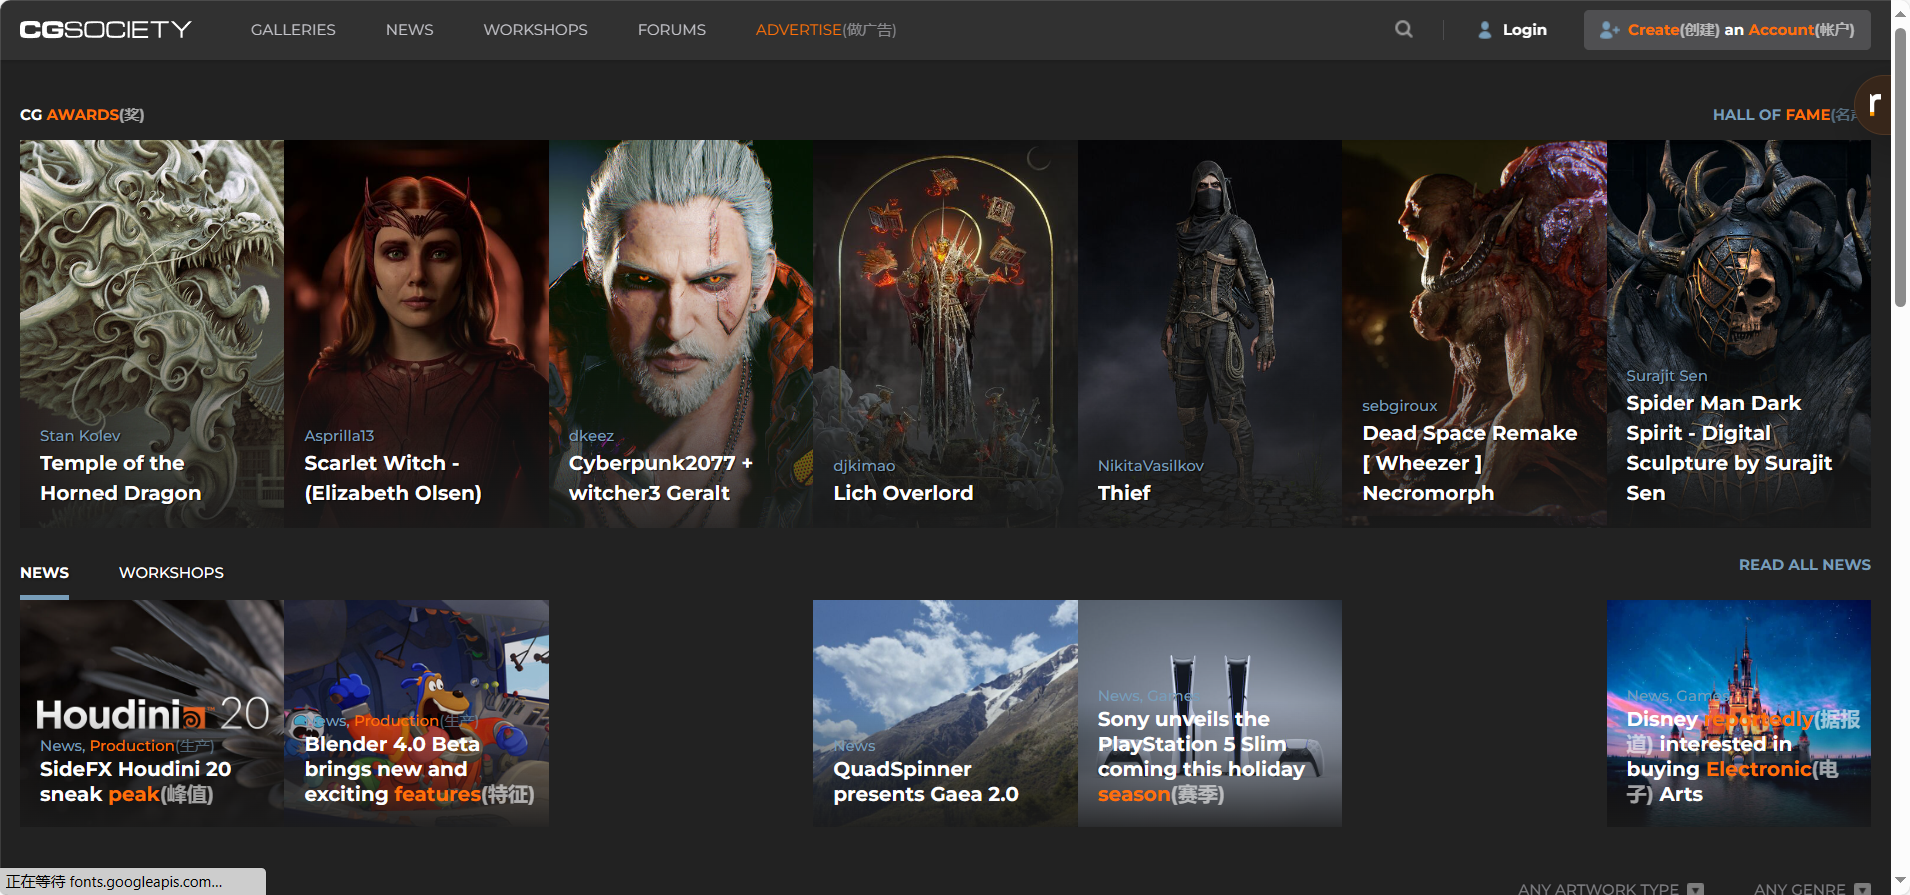 CGSOCIETY
GALLERIES
NEWS
WORKSHOPS
FORUMS
ADVERTISE(做广告)
Login
Create(创建) an Account(帐户)
CG AWARDS(奖)
HALL OF FAME(名
r
Stan Kolev
Temple of the
Horned Dragon
Asprilla13
Scarlet Witch -
(Elizabeth Olsen)
dkeez
Cyberpunk2077 +
witcher3 Geralt
djkimao
Lich Overlord
NikitaVasilkov
Thief
sebgiroux
Dead Space Remake
[ Wheezer ]
Necromorph
Surajit Sen
Spider Man Dark
Spirit - Digital
Sculpture by Surajit
Sen
NEWS
WORKSHOPS
READ ALL NEWS
Houdini 20
News, Production(生产)
SideFX Houdini 20
sneak peak(峰值)
News, Production(生产)
Blender 4.0 Beta
brings new and
exciting features(特征)
News
QuadSpinner
presents Gaea 2.0
News, Games
Sony unveils the
PlayStation 5 Slim
coming this holiday
season(赛季)
News, Games
Disney reportedly(据报
道) interested in
buying Electronic(电
子) Arts
正在等待 fonts.googleapis.com...
ANY ARTWORK TYPE
ANY GENRE